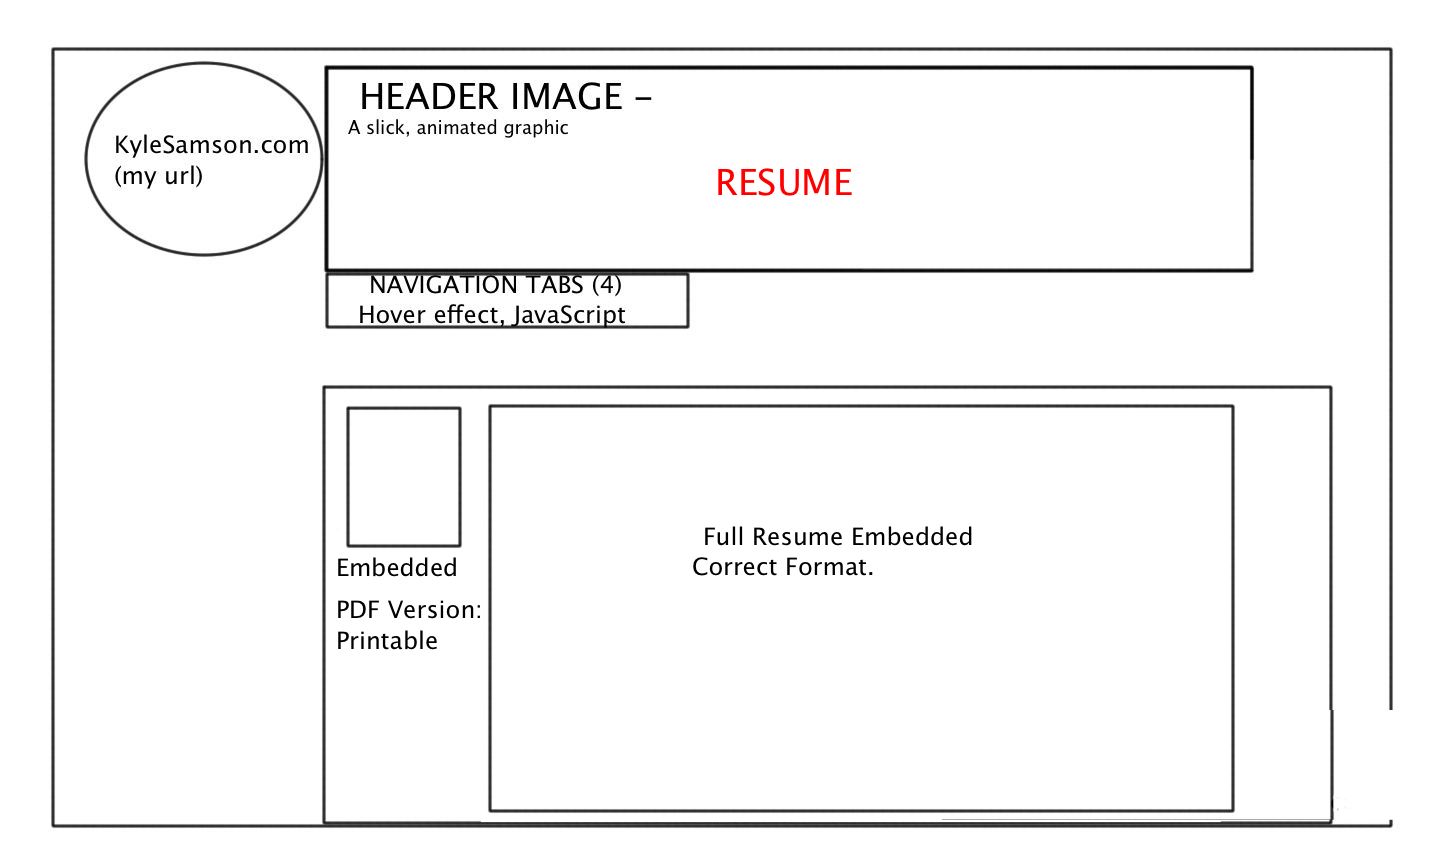 KyleSamson.com
(my url)
HEADER IMAGE –
A slick, animated graphic
RESUME
NAVIGATION TABS (4)
Hover effect, JavaScript
Embedded
PDF Version:
Printable
Full Resume Embedded
Correct Format.